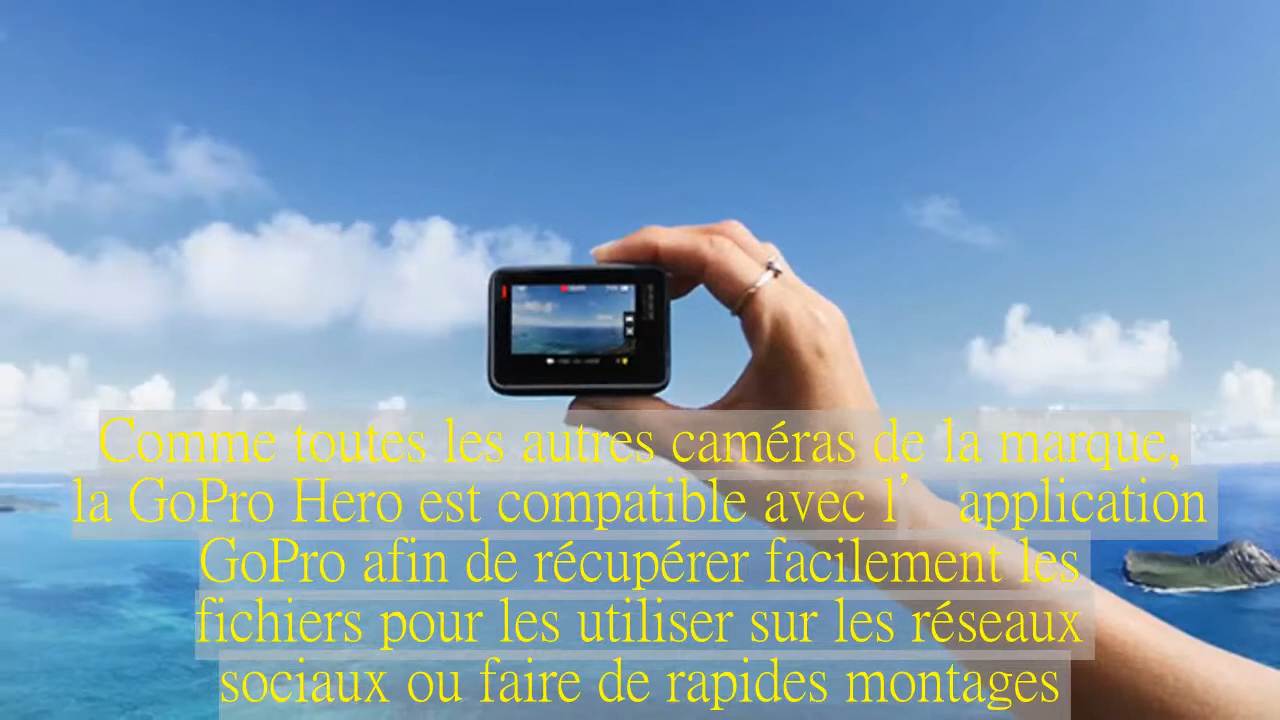 Comme toutes les autres caméras de la marque,
la GoPro Hero est compatible avec l’application
GoPro afin de récupérer facilement les
fichiers pour les utiliser sur les réseaux
sociaux ou faire de rapides montages